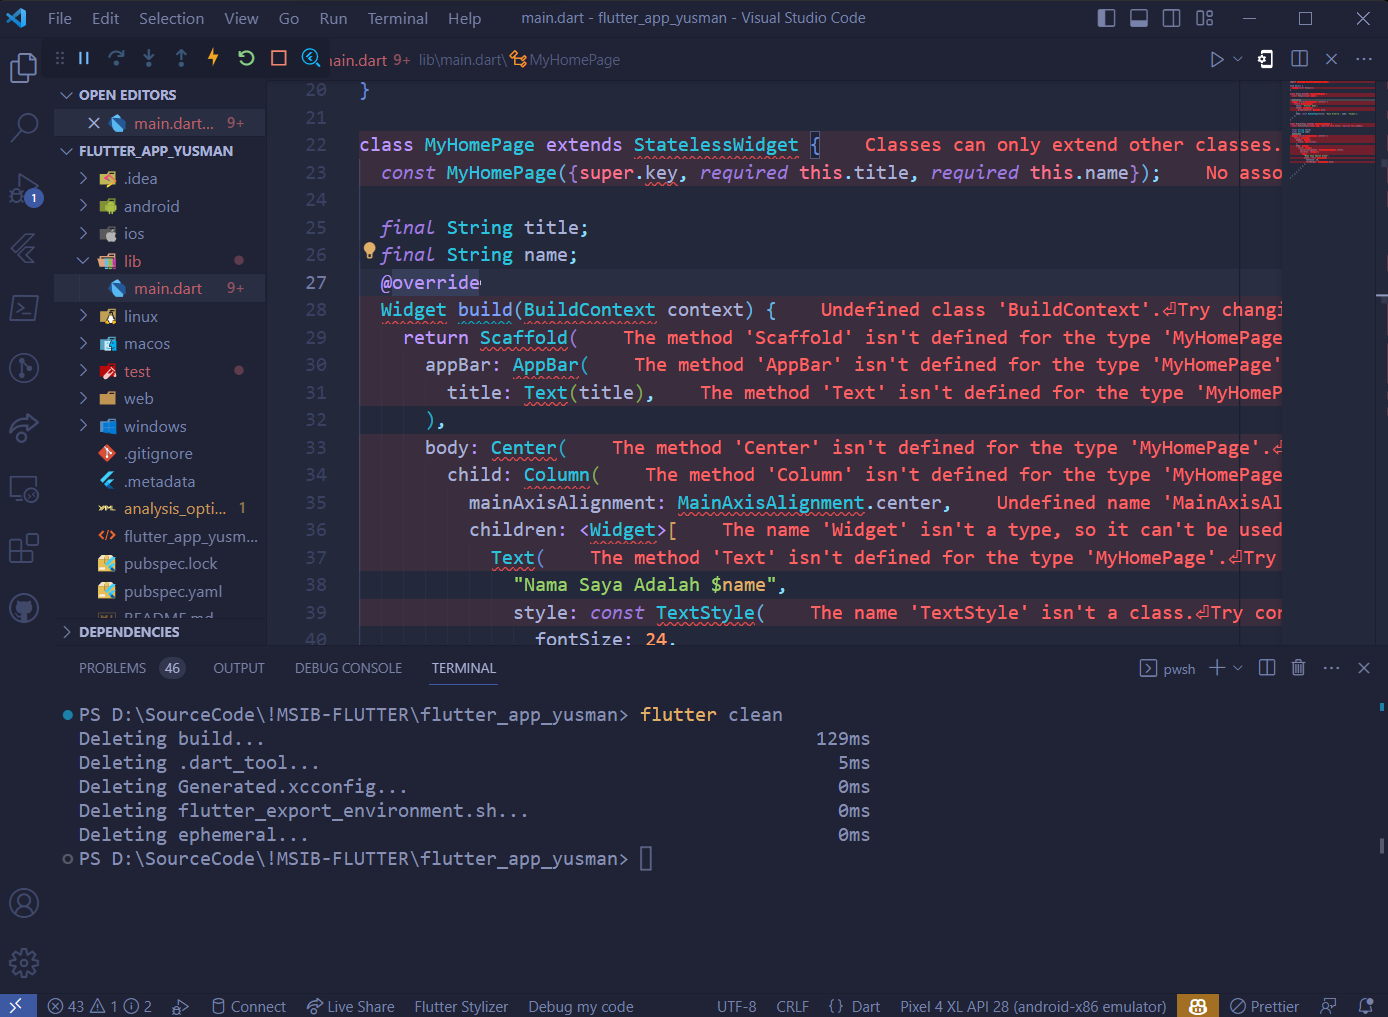 File Edit Selection View Go Run Terminal Help main.dart - flutter_app_yusman - Visual Studio Code
main.dart 9+ lib\main.dart\ MyHomePage
OPEN EDITORS
main.dart... 9+
FLUTTER_APP_YUSMAN
.idea
android
ios
lib
main.dart 9+
linux
macos
test
web
windows
.gitignore
.metadata
analysis_opti... 1
flutter_app_yusm...
pubspec.lock
pubspec.yaml
README.md
DEPENDENCIES
1
20 }
21
22 class MyHomePage extends StatelessWidget { Classes can only extend other classes.
23 const MyHomePage({super.key, required this.title, required this.name}); No asso
24
25 final String title;
26 final String name;
27 @override
28 Widget build(BuildContext context) { Undefined class 'BuildContext'.⏎Try changi
29 return Scaffold( The method 'Scaffold' isn't defined for the type 'MyHomePage
30 appBar: AppBar( The method 'AppBar' isn't defined for the type 'MyHomePage'
31 title: Text(title), The method 'Text' isn't defined for the type 'MyHomeP
32 ),
33 body: Center( The method 'Center' isn't defined for the type 'MyHomePage'.⏎
34 child: Column( The method 'Column' isn't defined for the type 'MyHomePage
35 mainAxisAlignment: MainAxisAlignment.center, Undefined name 'MainAxisAl
36 children: <Widget>[ The name 'Widget' isn't a type, so it can't be used
37 Text( The method 'Text' isn't defined for the type 'MyHomePage'.⏎Try
38 "Nama Saya Adalah $name",
39 style: const TextStyle( The name 'TextStyle' isn't a class.⏎Try cor
40 fontSize: 24,
PROBLEMS 46 OUTPUT DEBUG CONSOLE TERMINAL pwsh
PS D:\SourceCode\!MSIB-FLUTTER\flutter_app_yusman> flutter clean
Deleting build... 129ms
Deleting .dart_tool... 5ms
Deleting Generated.xcconfig... 0ms
Deleting flutter_export_environment.sh... 0ms
Deleting ephemeral... 0ms
PS D:\SourceCode\!MSIB-FLUTTER\flutter_app_yusman>
43 1 2 Connect Live Share Flutter Stylizer Debug my code UTF-8 CRLF {} Dart Pixel 4 XL API 28 (android-x86 emulator) Prettier